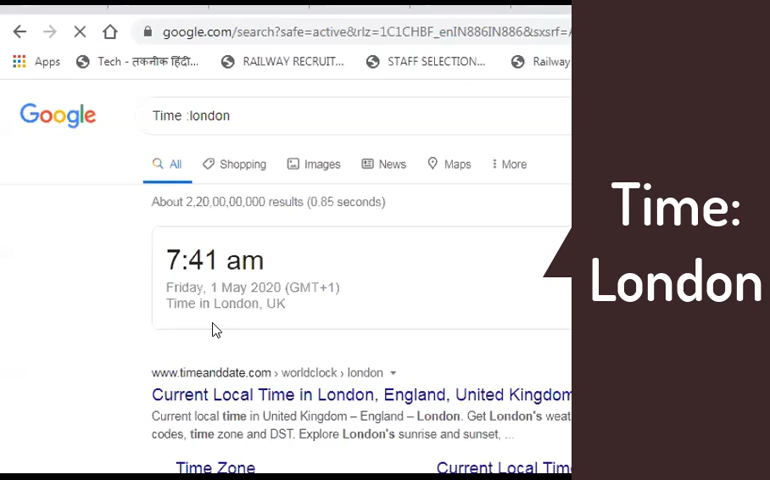 google.com/search?safe=active&rlz=1C1CHBF_enIN886IN886&sxsrf=
Apps Tech - तकनीक हिंदी... RAILWAY RECRUIT... STAFF SELECTION... Railway
Google
Time :london
All Shopping Images News Maps More
About 2,20,00,00,000 results (0.85 seconds)
7:41 am
Friday, 1 May 2020 (GMT+1)
Time in London, UK
www.timeanddate.com › worldclock › london
Current Local Time in London, England, United Kingdom
Current local time in United Kingdom – England – London. Get London's weat
codes, time zone and DST. Explore London's sunrise and sunset, ...
Time Zone Current Local Tim
Time:
London